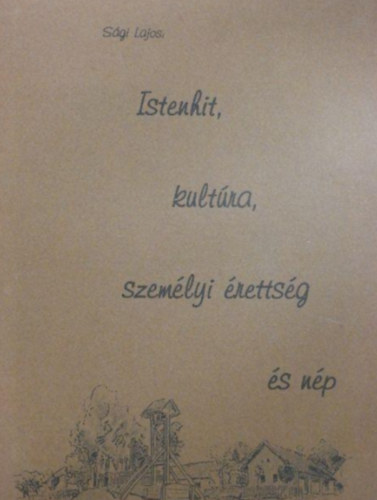 Sági Lajos:
Istenhit,
kultúra,
személyi érettség
és nép